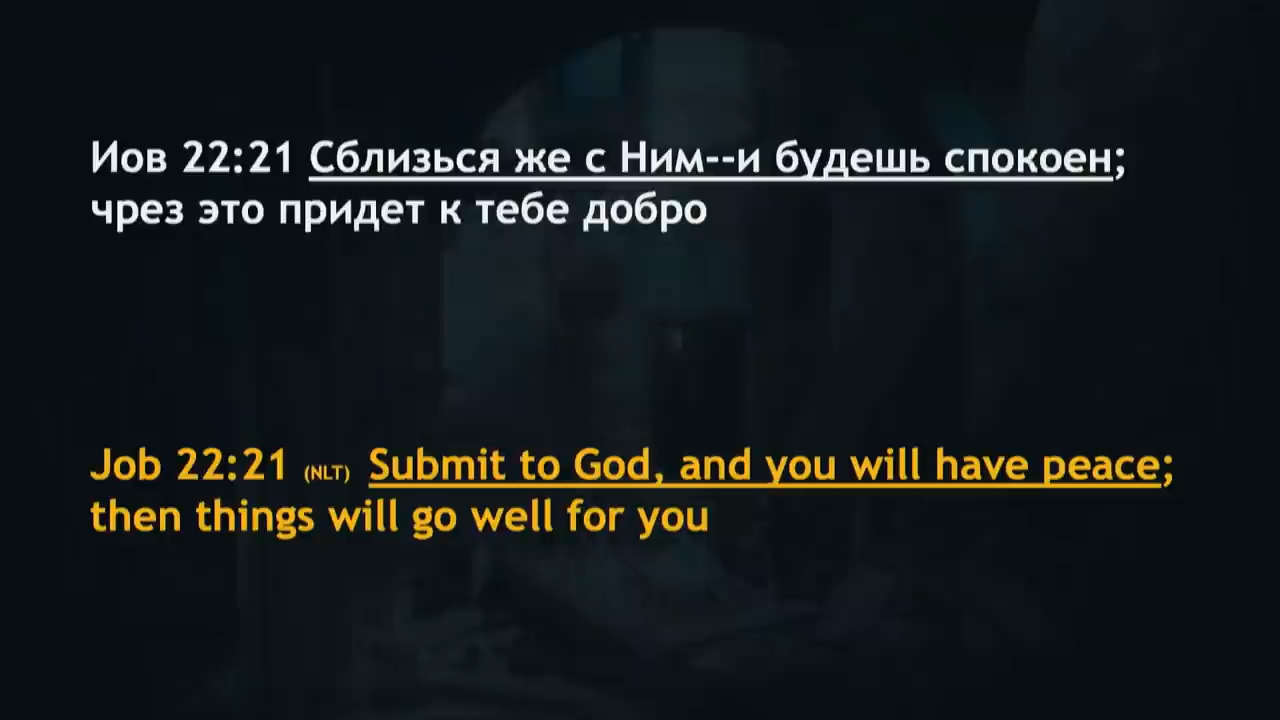 Иов 22:21 Сблизься же с Ним--и будешь спокоен;
чрез это придет к тебе добро
Job 22:21 (NLT) Submit to God, and you will have peace;
then things will go well for you